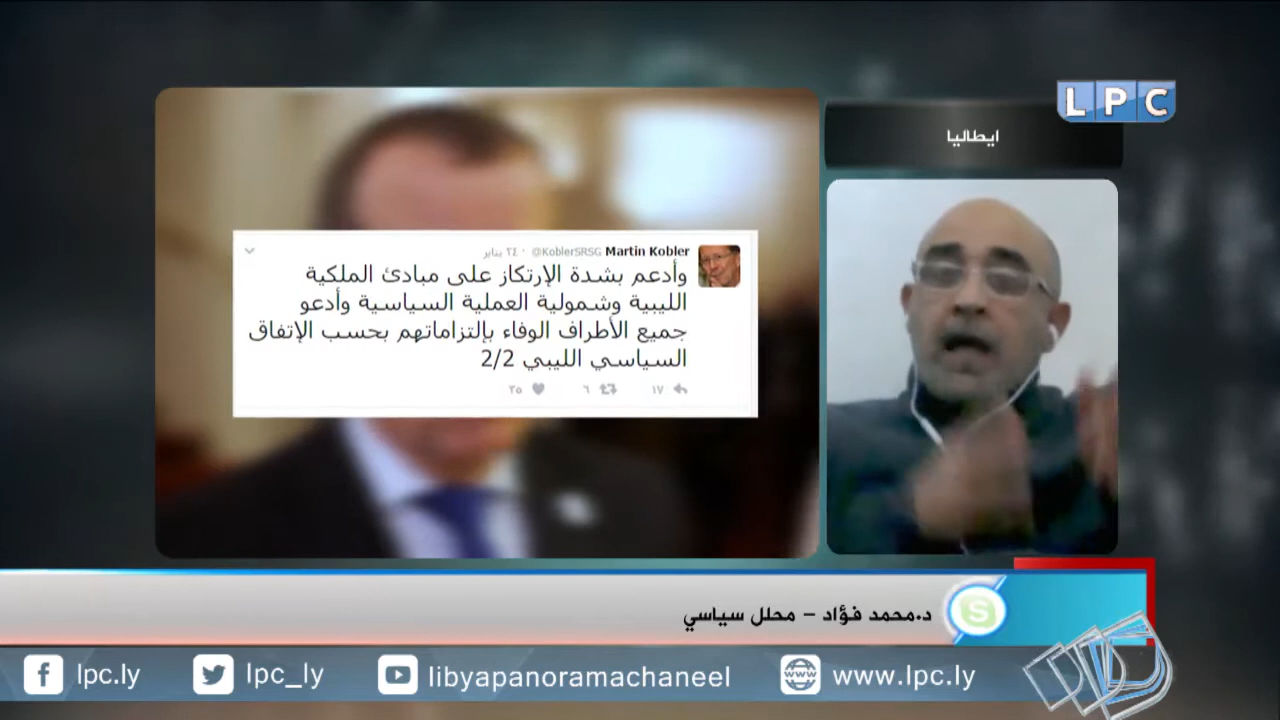 LPC
ايطاليا
Martin Kobler @KoblerSRSG · ٢٤ يناير
وأدعم بشدة الإرتكاز على مبادئ الملكية
الليبية وشمولية العملية السياسية وأدعو
جميع الأطراف الوفاء بإلتزاماتهم بحسب الإتفاق
السياسي الليبي 2/2
١٧ ٦ ٢٥
د.محمد فؤاد – محلل سياسي
lpc.ly
lpc_ly
libyapanoramachaneel
www.lpc.ly